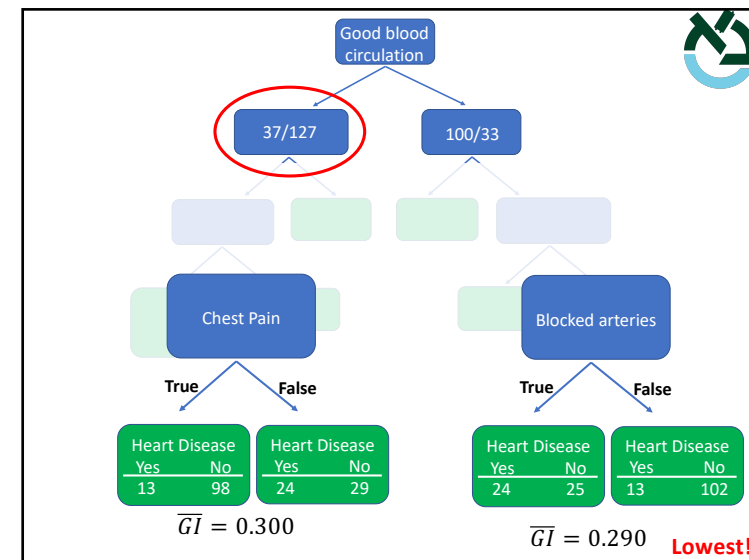 Good blood
circulation
37/127
100/33
Chest Pain
Blocked arteries
True
False
True
False
Heart Disease
Yes No
13 98
Heart Disease
Yes No
24 29
Heart Disease
Yes No
24 25
Heart Disease
Yes No
13 102
G̅I̅ = 0.300
G̅I̅ = 0.290
Lowest!